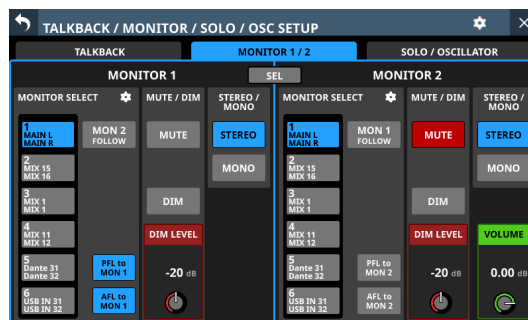 TALKBACK / MONITOR / SOLO / OSC SETUP
TALKBACK
MONITOR 1 / 2
SOLO / OSCILLATOR
MONITOR 1
SEL
MONITOR 2
MONITOR SELECT
MUTE / DIM
STEREO /
MONO
MONITOR SELECT
MUTE / DIM
STEREO /
MONO
1
MAIN L
MAIN R
MON 2
FOLLOW
MUTE
STEREO
1
MAIN L
MAIN R
MON 1
FOLLOW
MUTE
STEREO
2
MIX 15
MIX 16
MONO
2
MIX 15
MIX 16
MONO
3
MIX 1
MIX 1
DIM
3
MIX 1
MIX 1
DIM
4
MIX 11
MIX 12
DIM LEVEL
4
MIX 11
MIX 12
DIM LEVEL
VOLUME
5
Dante 31
Dante 32
PFL to
MON 1
-20 dB
5
Dante 31
Dante 32
PFL to
MON 2
-20 dB
0.00 dB
6
USB IN 31
USB IN 32
AFL to
MON 1
6
USB IN 31
USB IN 32
AFL to
MON 2